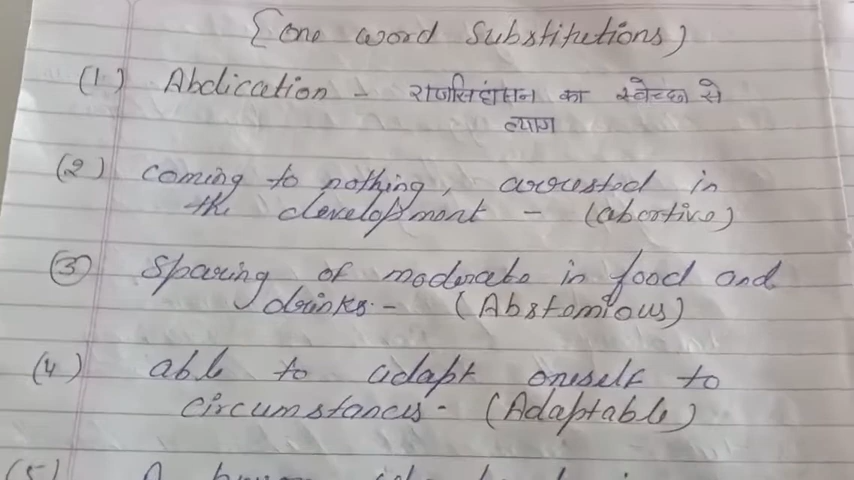 {one word Substitutions)
(1.) Abdication - राजसिंहासन का स्वेच्छा से
त्याग
(2) coming to nothing, arrested in
the development - (abortive)
(3) Sparing of moderate in food and
drinks - (Abstemious)
(4) able to adapt oneself to
circumstances - (Adaptable)
(5) A